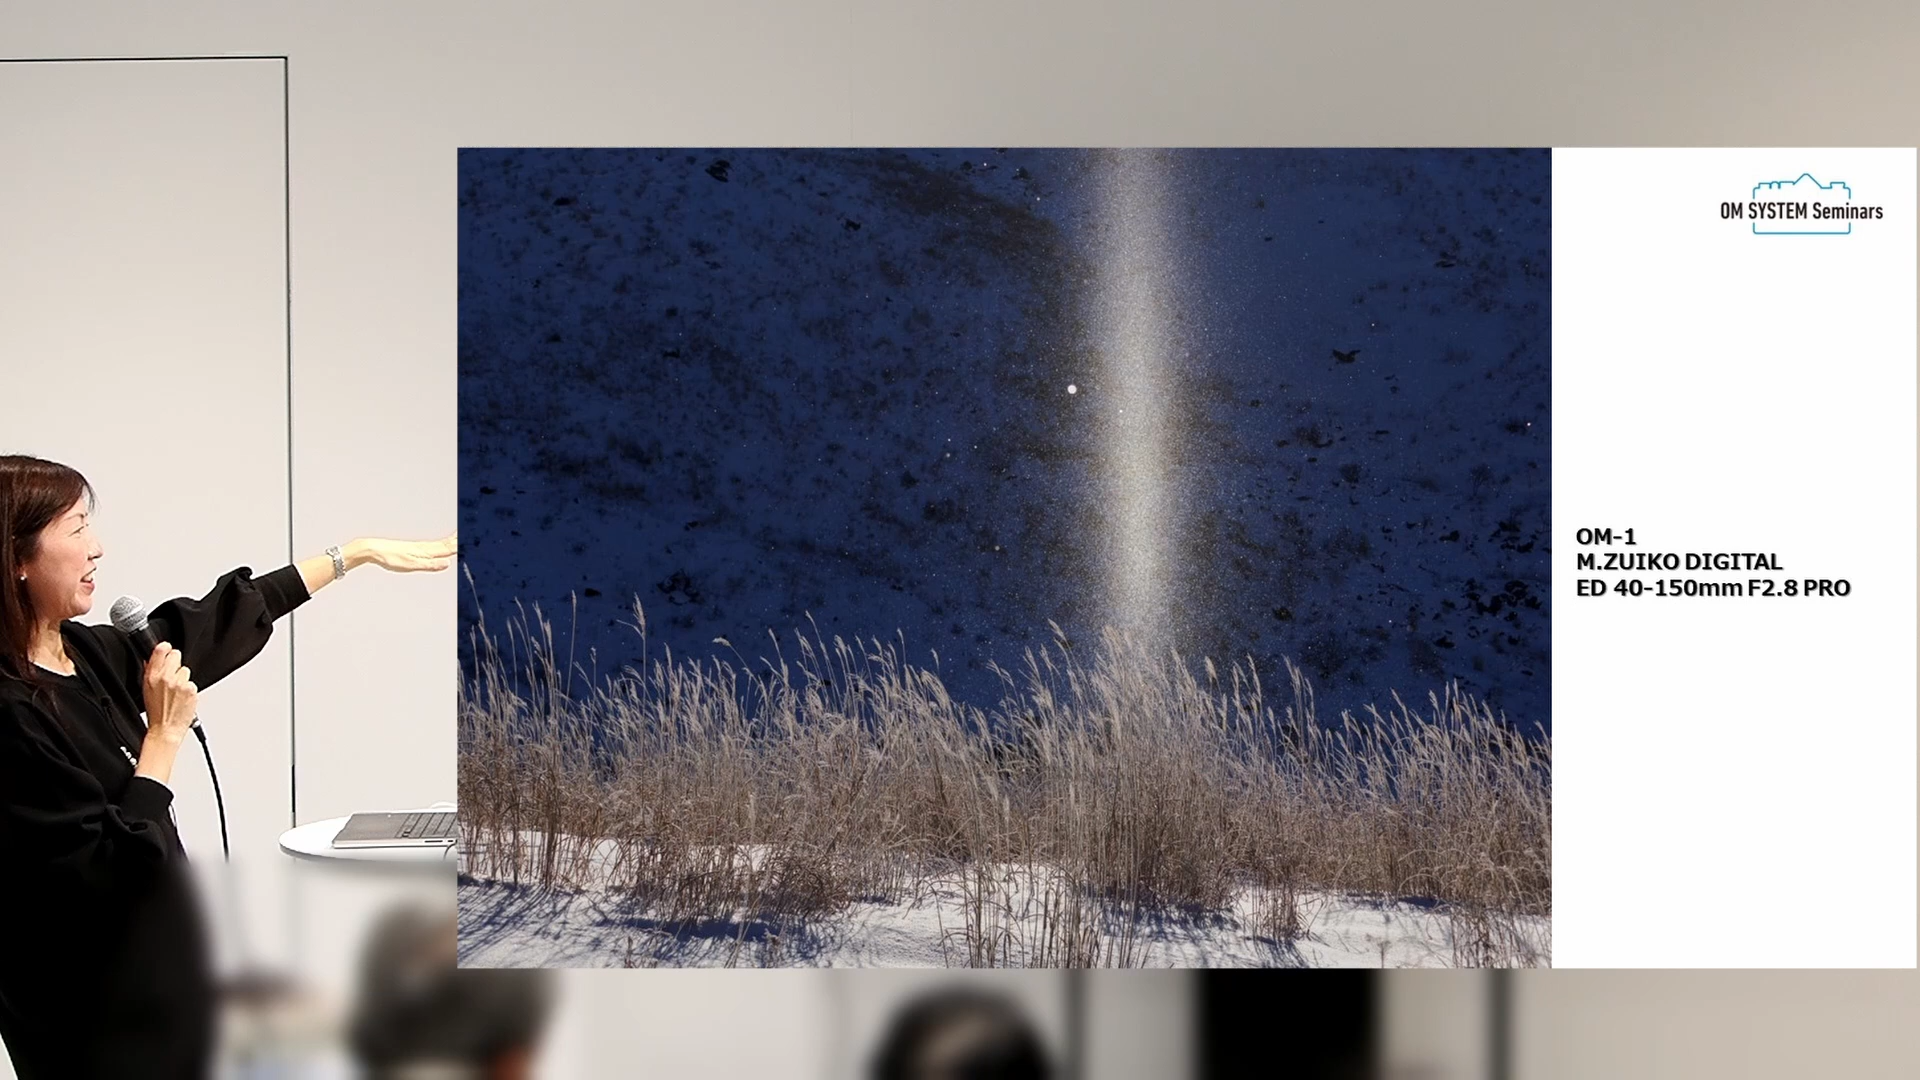 OM SYSTEM Seminars
OM-1
M.ZUIKO DIGITAL
ED 40-150mm F2.8 PRO